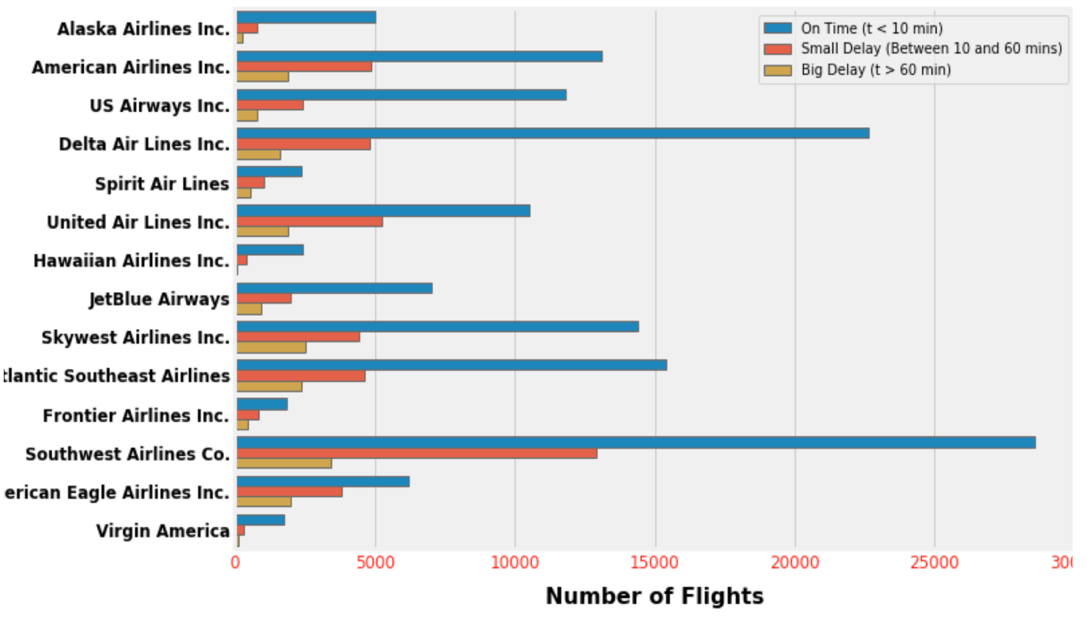 Alaska Airlines Inc.
American Airlines Inc.
US Airways Inc.
Delta Air Lines Inc.
Spirit Air Lines
United Air Lines Inc.
Hawaiian Airlines Inc.
JetBlue Airways
Skywest Airlines Inc.
tlantic Southeast Airlines
Frontier Airlines Inc.
Southwest Airlines Co.
erican Eagle Airlines Inc.
Virgin America
On Time (t < 10 min)
Small Delay (Between 10 and 60 mins)
Big Delay (t > 60 min)
0 5000 10000 15000 20000 25000 300
Number of Flights